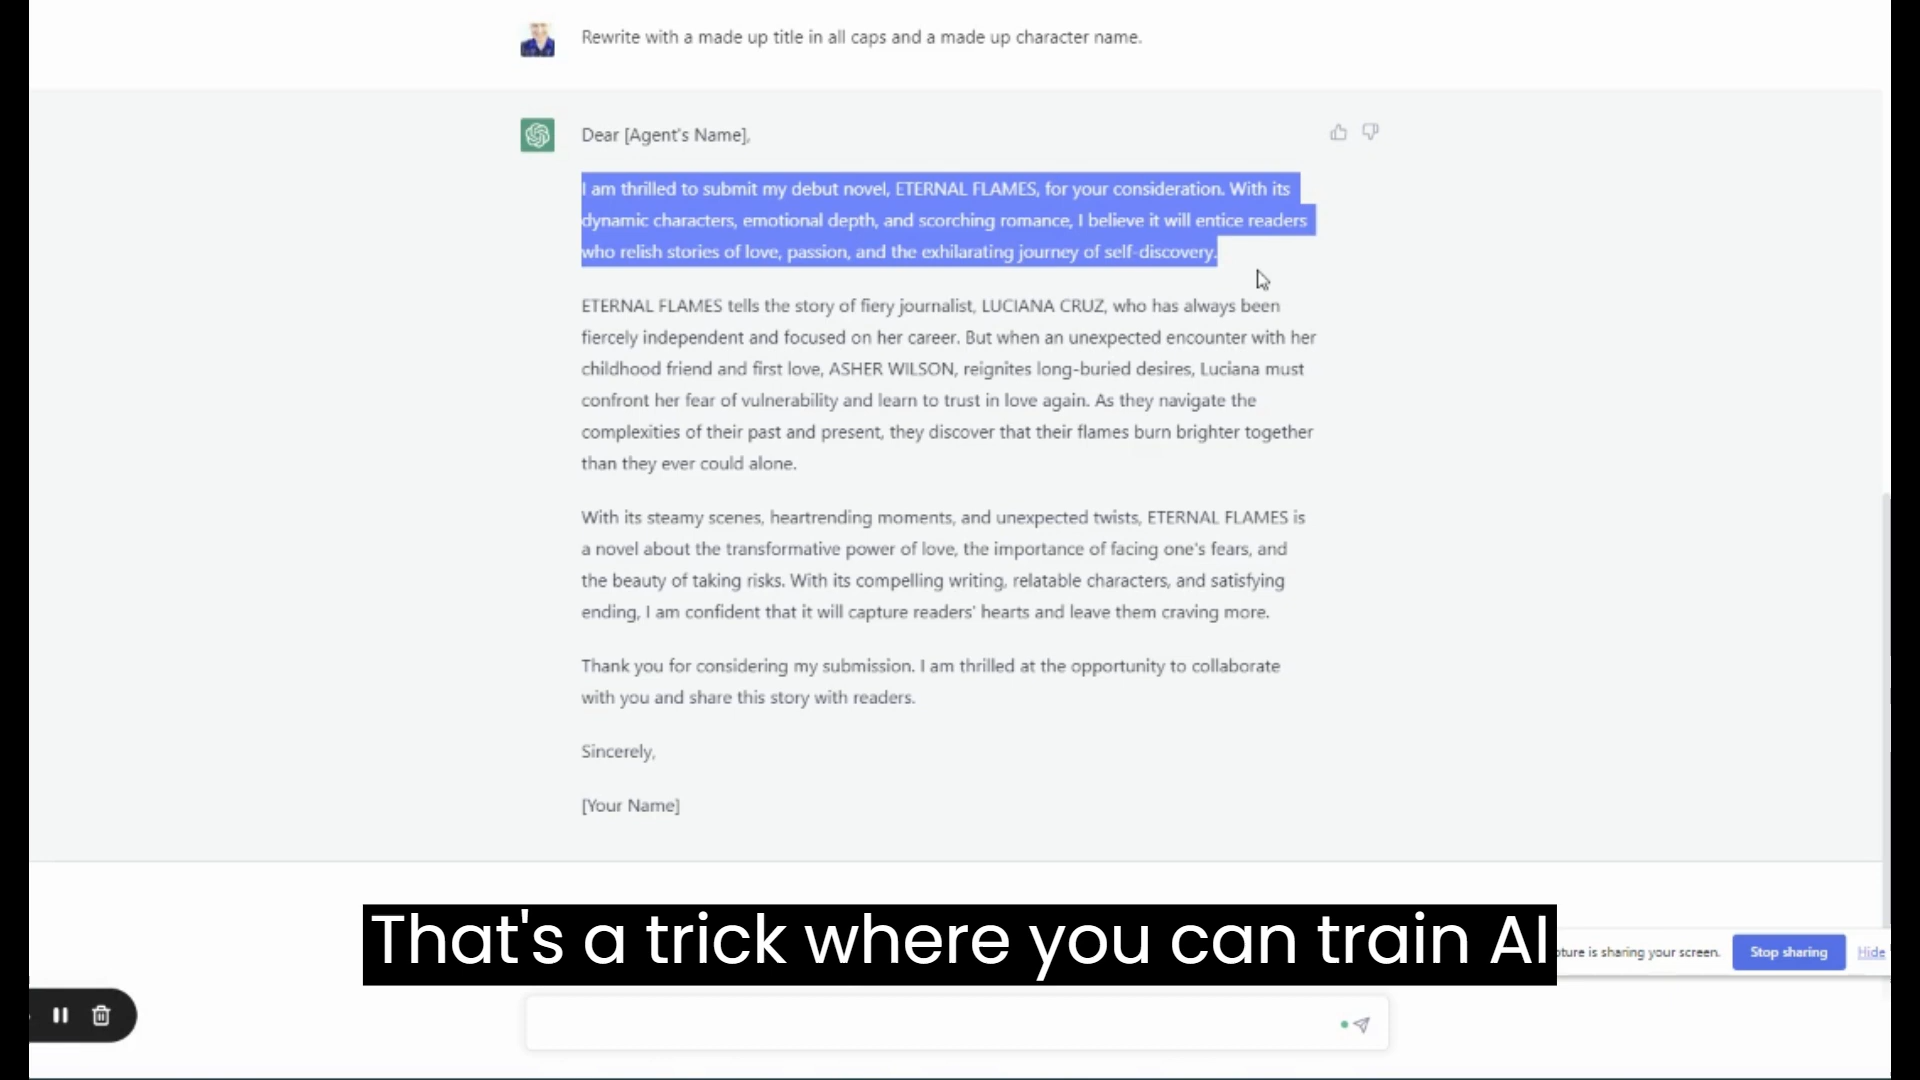 Rewrite with a made up title in all caps and a made up character name.
Dear [Agent's Name],
I am thrilled to submit my debut novel, ETERNAL FLAMES, for your consideration. With its
dynamic characters, emotional depth, and scorching romance, I believe it will entice readers
who relish stories of love, passion, and the exhilarating journey of self-discovery.
ETERNAL FLAMES tells the story of fiery journalist, LUCIANA CRUZ, who has always been
fiercely independent and focused on her career. But when an unexpected encounter with her
childhood friend and first love, ASHER WILSON, reignites long-buried desires, Luciana must
confront her fear of vulnerability and learn to trust in love again. As they navigate the
complexities of their past and present, they discover that their flames burn brighter together
than they ever could alone.
With its steamy scenes, heartrending moments, and unexpected twists, ETERNAL FLAMES is
a novel about the transformative power of love, the importance of facing one's fears, and
the beauty of taking risks. With its compelling writing, relatable characters, and satisfying
ending, I am confident that it will capture readers' hearts and leave them craving more.
Thank you for considering my submission. I am thrilled at the opportunity to collaborate
with you and share this story with readers.
Sincerely,
[Your Name]
That's a trick where you can train AI
is sharing your screen.
Stop sharing
Hide